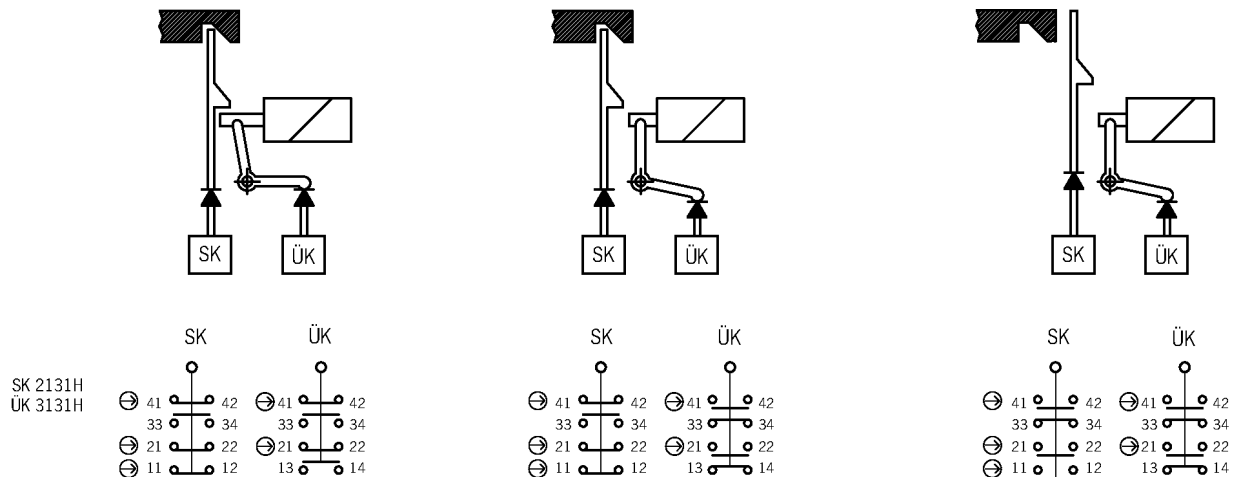 SK ÜK SK ÜK SK ÜK
SK ÜK SK ÜK SK ÜK
SK 2131H
ÜK 3131H
41 42 41 42 41 42 41 42 41 42 41 42
33 34 33 34 33 34 33 34 33 34 33 34
21 22 21 22 21 22 21 22 21 22 21 22
11 12 13 14 11 12 13 14 11 12 13 14